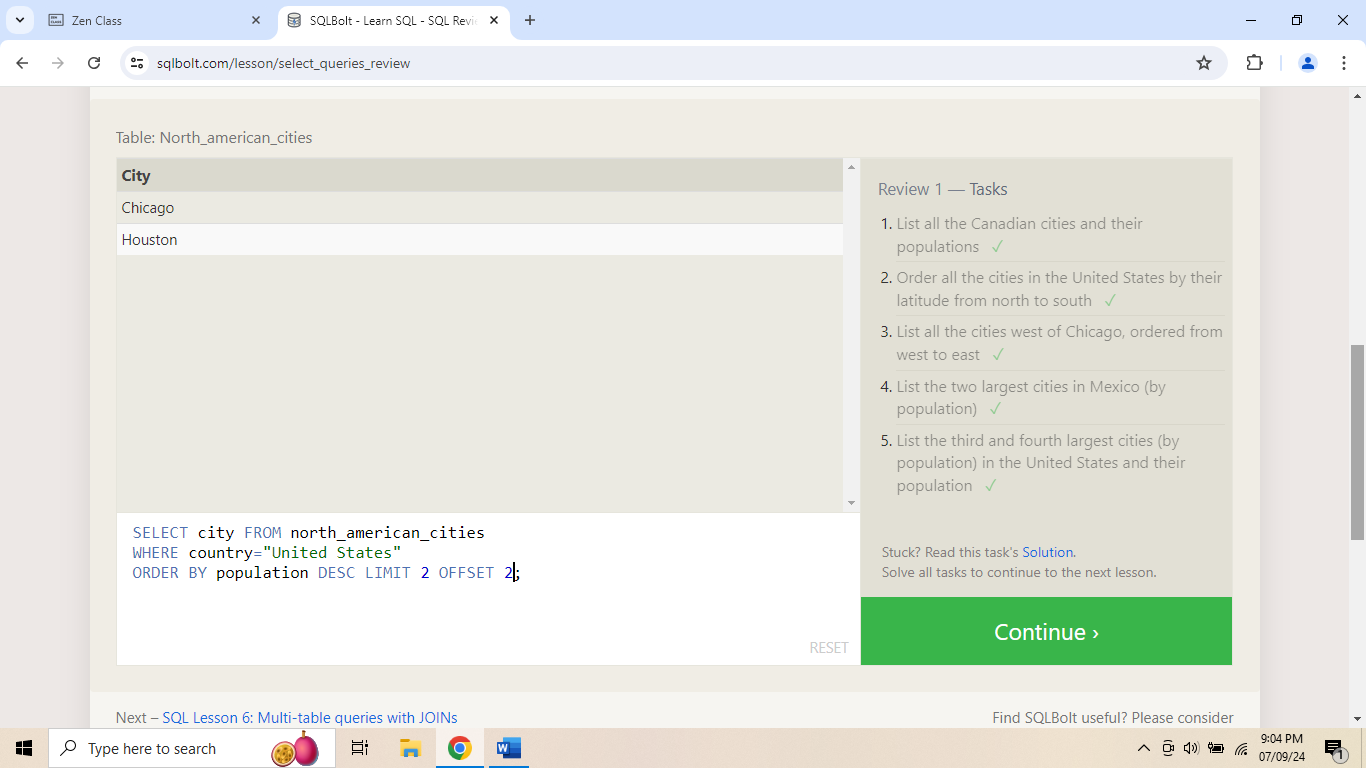 Zen Class
SQLBolt - Learn SQL - SQL Revie
sqlbolt.com/lesson/select_queries_review
Table: North_american_cities
City
Chicago
Houston
SELECT city FROM north_american_cities
WHERE country="United States"
ORDER BY population DESC LIMIT 2 OFFSET 2;
RESET
Review 1 — Tasks
1. List all the Canadian cities and their
populations ✓
2. Order all the cities in the United States by their
latitude from north to south ✓
3. List all the cities west of Chicago, ordered from
west to east ✓
4. List the two largest cities in Mexico (by
population) ✓
5. List the third and fourth largest cities (by
population) in the United States and their
population ✓
Stuck? Read this task's Solution.
Solve all tasks to continue to the next lesson.
Continue ›
Next – SQL Lesson 6: Multi-table queries with JOINs
Find SQLBolt useful? Please consider
Type here to search
W
9:04 PM
07/09/24
1